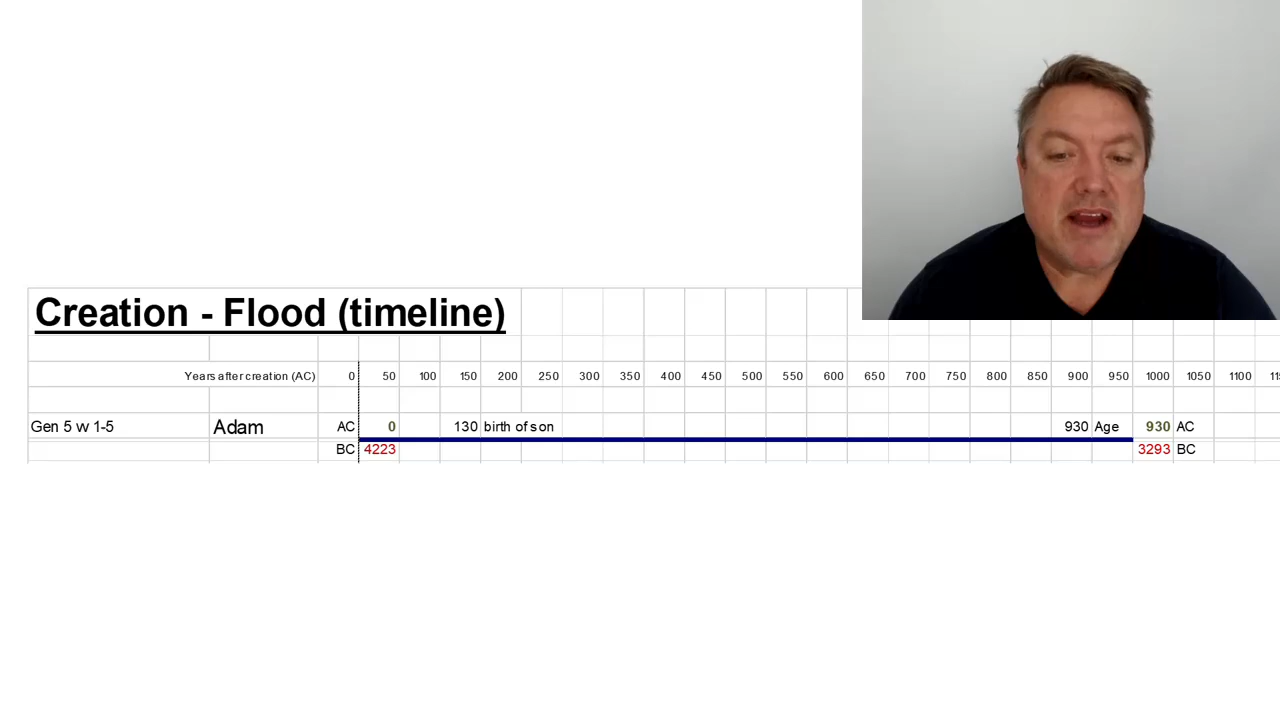 Creation - Flood (timeline)
Years after creation (AC) 0 50 100 150 200 250 300 350 400 450 500 550 600 650 700 750 800 850 900 950 1000 1050 1100
Gen 5 w 1-5 Adam AC 0 130 birth of son 930 Age 930 AC
BC 4223 3293 BC